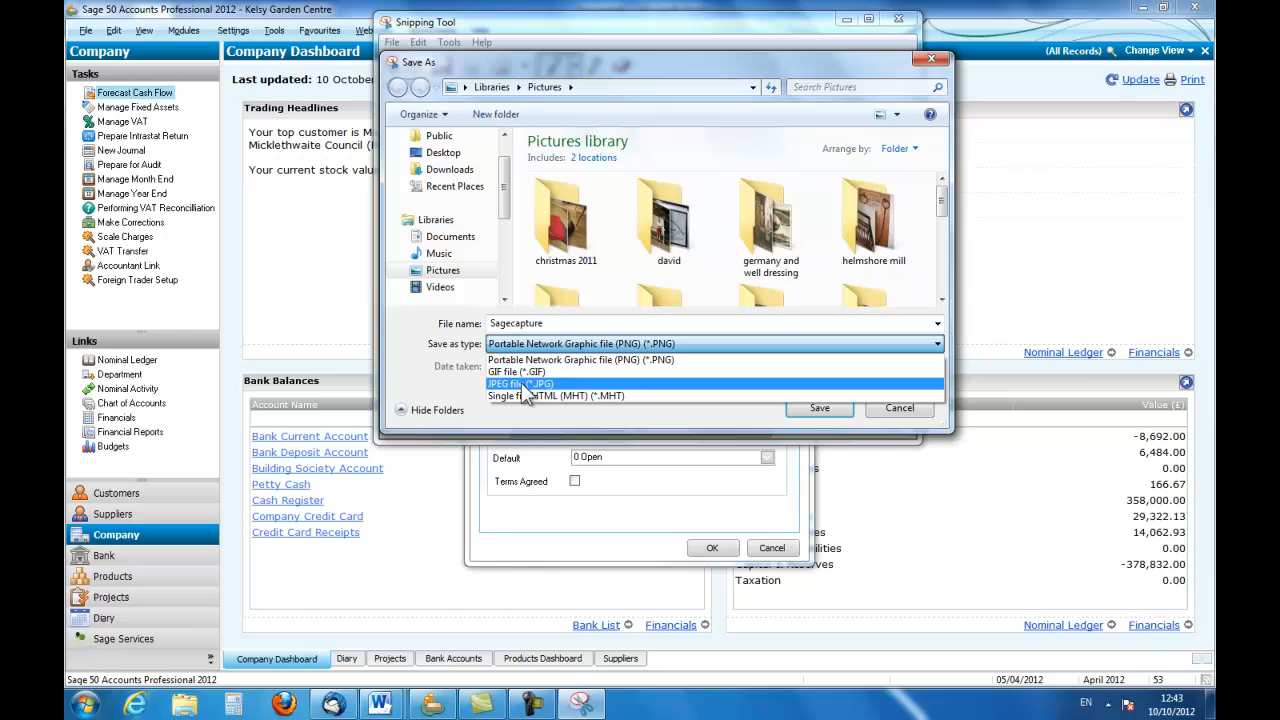 Sage 50 Accounts Professional 2012 - Kelsy Garden Centre
File Edit View Modules Settings Tools Favourites
Company
Company Dashboard
(All Records) Change View
Tasks
Forecast Cash Flow
Manage Fixed Assets
Manage VAT
Prepare Intrastat Return
New Journal
Prepare for Audit
Manage Month End
Manage Year End
Performing VAT Reconciliation
Make Corrections
Scale Charges
VAT Transfer
Accountant Link
Foreign Trader Setup
Links
Nominal Ledger
Department
Nominal Activity
Chart of Accounts
Financials
Financial Reports
Budgets
Customers
Suppliers
Company
Bank
Products
Projects
Diary
Sage Services
Last updated: 10 October
Update Print
Trading Headlines
Your top customer is M
Micklethwaite Council (
Your current stock valu
Nominal Ledger Financials
Snipping Tool
File Edit Tools Help
Save As
Libraries Pictures
Search Pictures
Organize New folder
Public
Desktop
Downloads
Recent Places
Libraries
Documents
Music
Pictures
Videos
Pictures library
Includes: 2 locations
Arrange by: Folder
christmas 2011
david
germany and
well dressing
helmshore mill
File name: Sagecapture
Save as type: Portable Network Graphic file (PNG) (*.PNG)
Portable Network Graphic file (PNG) (*.PNG)
Date taken:
GIF file (*.GIF)
JPEG file (*.JPG)
HTML (MHT) (*.MHT)
Hide Folders
Save Cancel
Default 0 Open
Terms Agreed
OK Cancel
Bank Balances
Account Name
Bank Current Account
Bank Deposit Account
Building Society Account
Petty Cash
Cash Register
Company Credit Card
Credit Card Receipts
Bank List Financials
Value (£)
-8,692.00
6,484.00
0.00
166.67
358,000.00
29,322.13
14,062.93
0.00
-378,832.00
Taxation 0.00
Nominal Ledger Financials
Company Dashboard Diary Projects Bank Accounts Products Dashboard Suppliers
Sage 50 Accounts Professional 2012
05/04/2012 April 2012 53
EN
12:43
10/10/2012